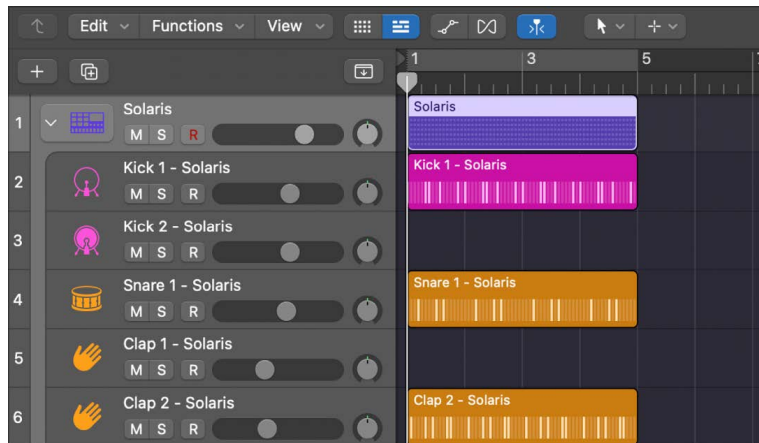 Edit Functions View
1 3 5 7
1 Solaris Solaris
M S R
2 Kick 1 - Solaris Kick 1 - Solaris
M S R
3 Kick 2 - Solaris
M S R
4 Snare 1 - Solaris Snare 1 - Solaris
M S R
5 Clap 1 - Solaris
M S R
6 Clap 2 - Solaris Clap 2 - Solaris
M S R